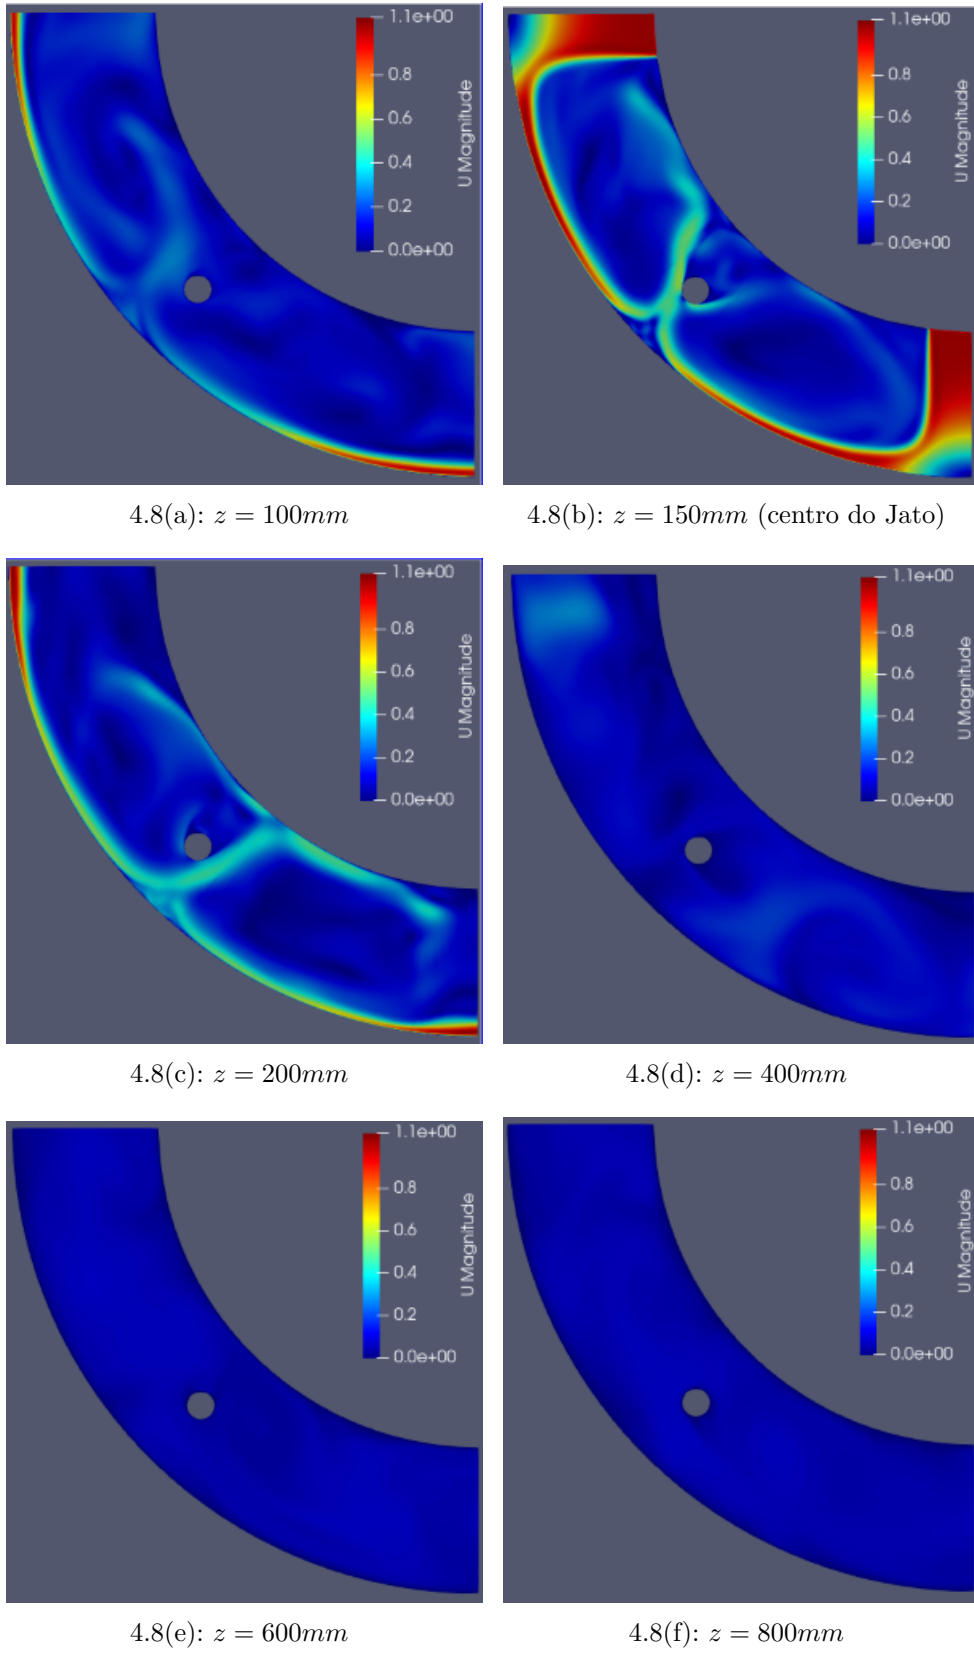 1.1e+00
0.8
0.6
0.4
0.2
0.0e+00
U Magnitude
1.1e+00
0.8
0.6
0.4
0.2
0.0e+00
U Magnitude
4.8(a): z = 100mm
4.8(b): z = 150mm (centro do Jato)
1.1e+00
0.8
0.6
0.4
0.2
0.0e+00
U Magnitude
1.1e+00
0.8
0.6
0.4
0.2
0.0e+00
U Magnitude
4.8(c): z = 200mm
4.8(d): z = 400mm
1.1e+00
0.8
0.6
0.4
0.2
0.0e+00
U Magnitude
1.1e+00
0.8
0.6
0.4
0.2
0.0e+00
U Magnitude
4.8(e): z = 600mm
4.8(f): z = 800mm